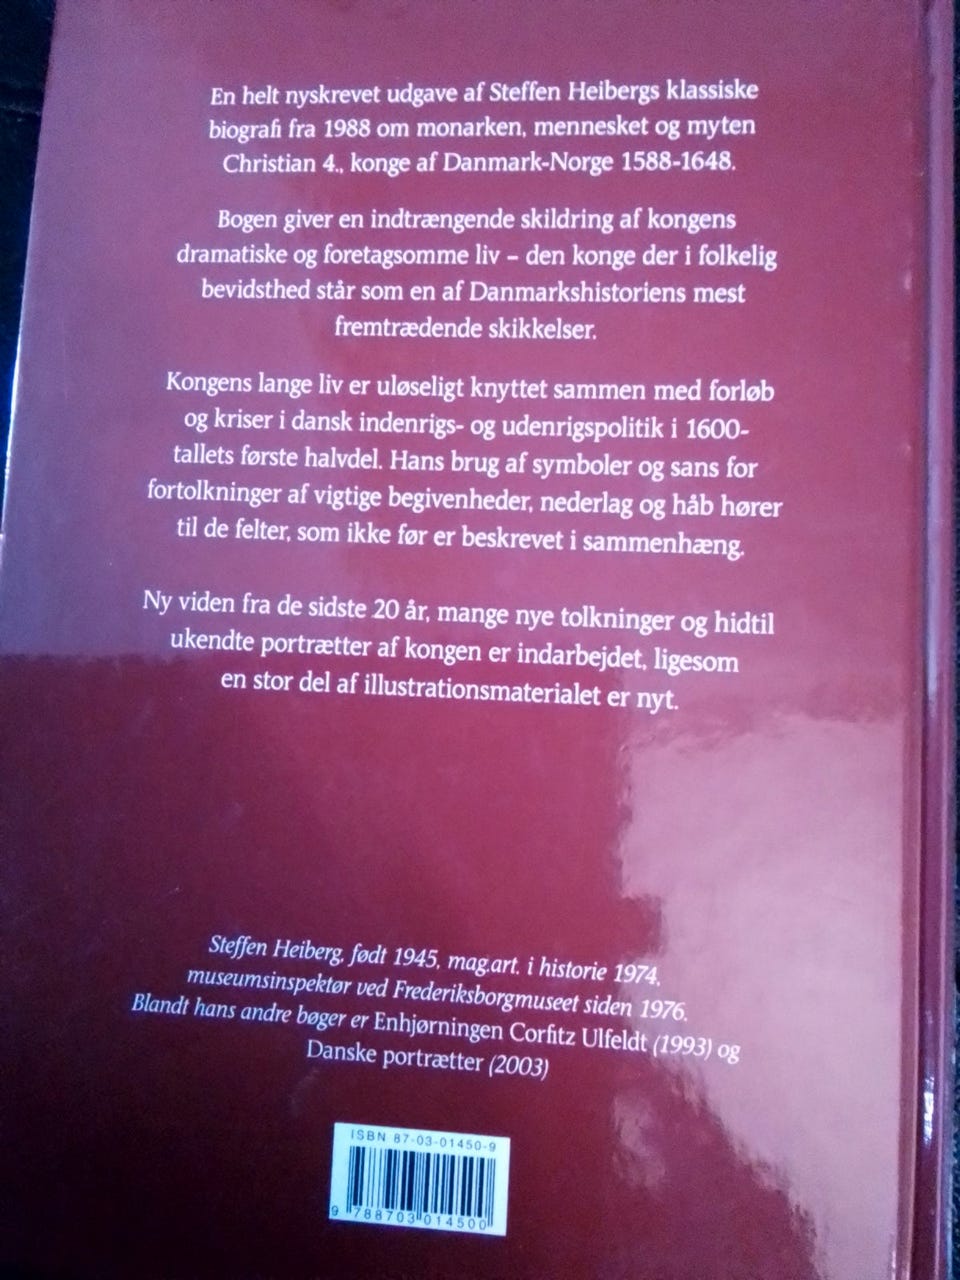 En helt nyskrevet udgave af Steffen Heibergs klassiske
biografi fra 1988 om monarken, mennesket og myten
Christian 4., konge af Danmark-Norge 1588-1648.
Bogen giver en indtrængende skildring af kongens
dramatiske og foretagsomme liv – den konge der i folkelig
bevidsthed står som en af Danmarkshistoriens mest
fremtrædende skikkelser.
Kongens lange liv er uløseligt knyttet sammen med forløb
og kriser i dansk indenrigs- og udenrigspolitik i 1600-
tallets første halvdel. Hans brug af symboler og sans for
fortolkninger af vigtige begivenheder, nederlag og håb hører
til de felter, som ikke før er beskrevet i sammenhæng.
Ny viden fra de sidste 20 år, mange nye tolkninger og hidtil
ukendte portrætter af kongen er indarbejdet, ligesom
en stor del af illustrationsmaterialet er nyt.
Steffen Heiberg, født 1945, mag.art. i historie 1974,
museumsinspektør ved Frederiksborgmuseet siden 1976.
Blandt hans andre bøger er Enhjørningen Corfitz Ulfeldt (1993) og
Danske portrætter (2003)
ISBN 87-03-01450-9
9 788703 014500